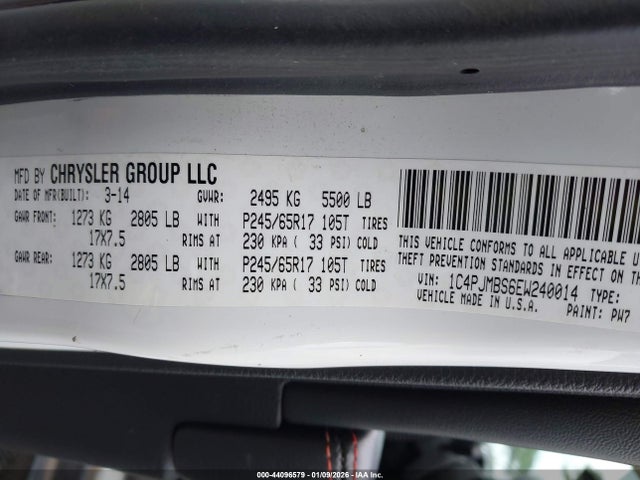 MFD BY CHRYSLER GROUP LLC
DATE OF MFR(BUILT): 3-14 GVWR: 2495 KG 5500 LB
GAWR FRONT: 1273 KG 2805 LB WITH P245/65R17 105T TIRES
17X7.5 RIMS AT 230 KPA ( 33 PSI) COLD
GAWR REAR: 1273 KG 2805 LB WITH P245/65R17 105T TIRES
17X7.5 RIMS AT 230 KPA ( 33 PSI) COLD
THIS VEHICLE CONFORMS TO ALL APPLICABLE
THEFT PREVENTION STANDARDS IN EFFECT ON THE
VIN: 1C4PJMBS6EW240014 TYPE:
VEHICLE MADE IN U.S.A. PAINT: PW7
000-44096579 - 01/09/2026 - IAA Inc.